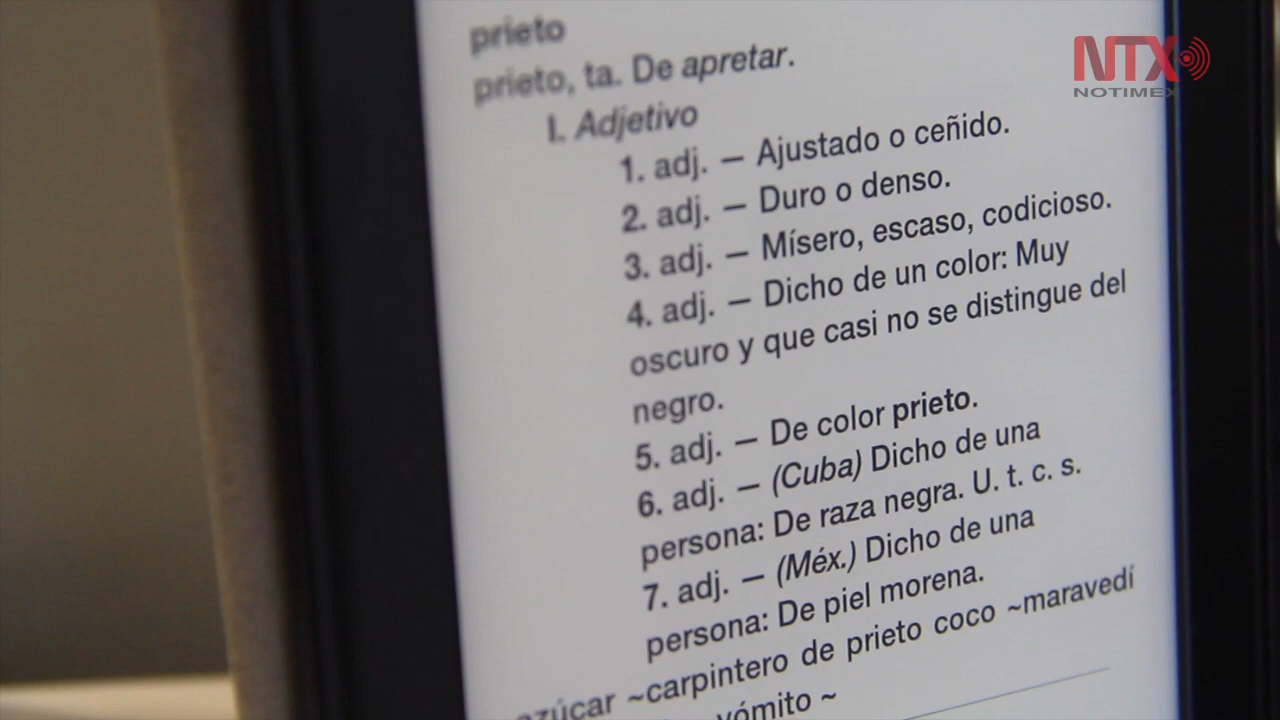 prieto
prieto, ta. De apretar.
I. Adjetivo
1. adj. — Ajustado o ceñido.
2. adj. — Duro o denso.
3. adj. — Mísero, escaso, codicioso.
4. adj. — Dicho de un color: Muy
oscuro y que casi no se distingue del
negro.
5. adj. — De color prieto.
6. adj. — (Cuba) Dicho de una
persona: De raza negra. U. t. c. s.
7. adj. — (Méx.) Dicho de una
persona: De piel morena.
azúcar ~carpintero de prieto coco ~maravedí
vómito ~
NTX
NOTIMEX